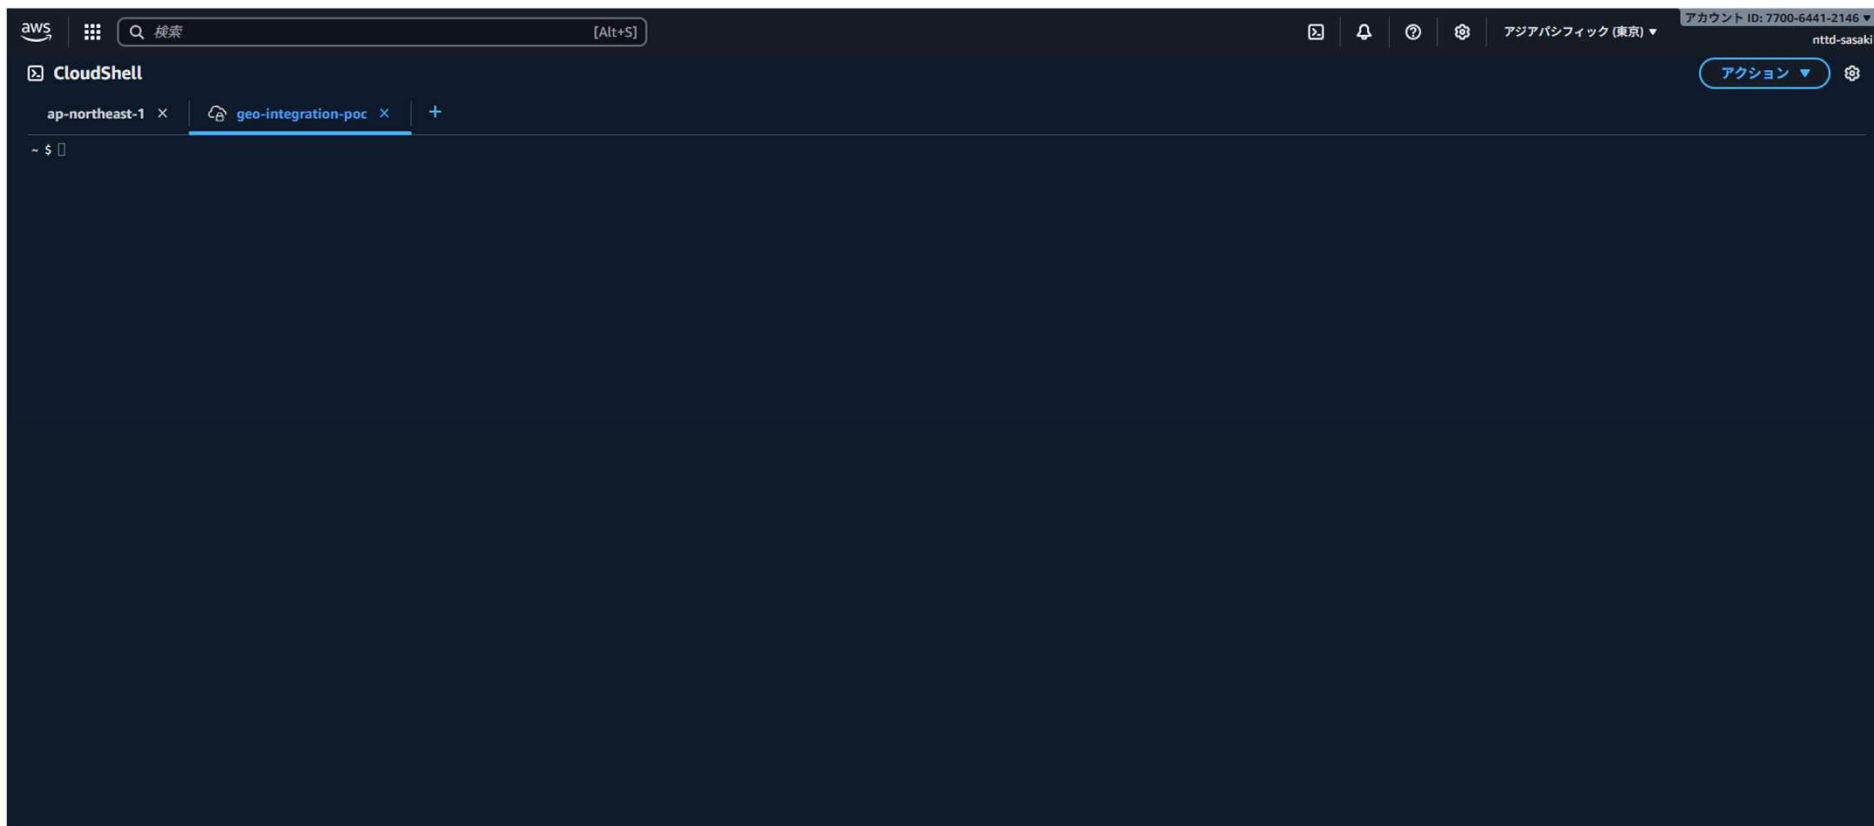 aws 検索 [Alt+S] アジアパシフィック (東京) ▼ アカウント ID: 7700-6441-2146 ▼
nttd-sasaki
CloudShell アクション ▼
ap-northeast-1 × geo-integration-poc × +
~ $